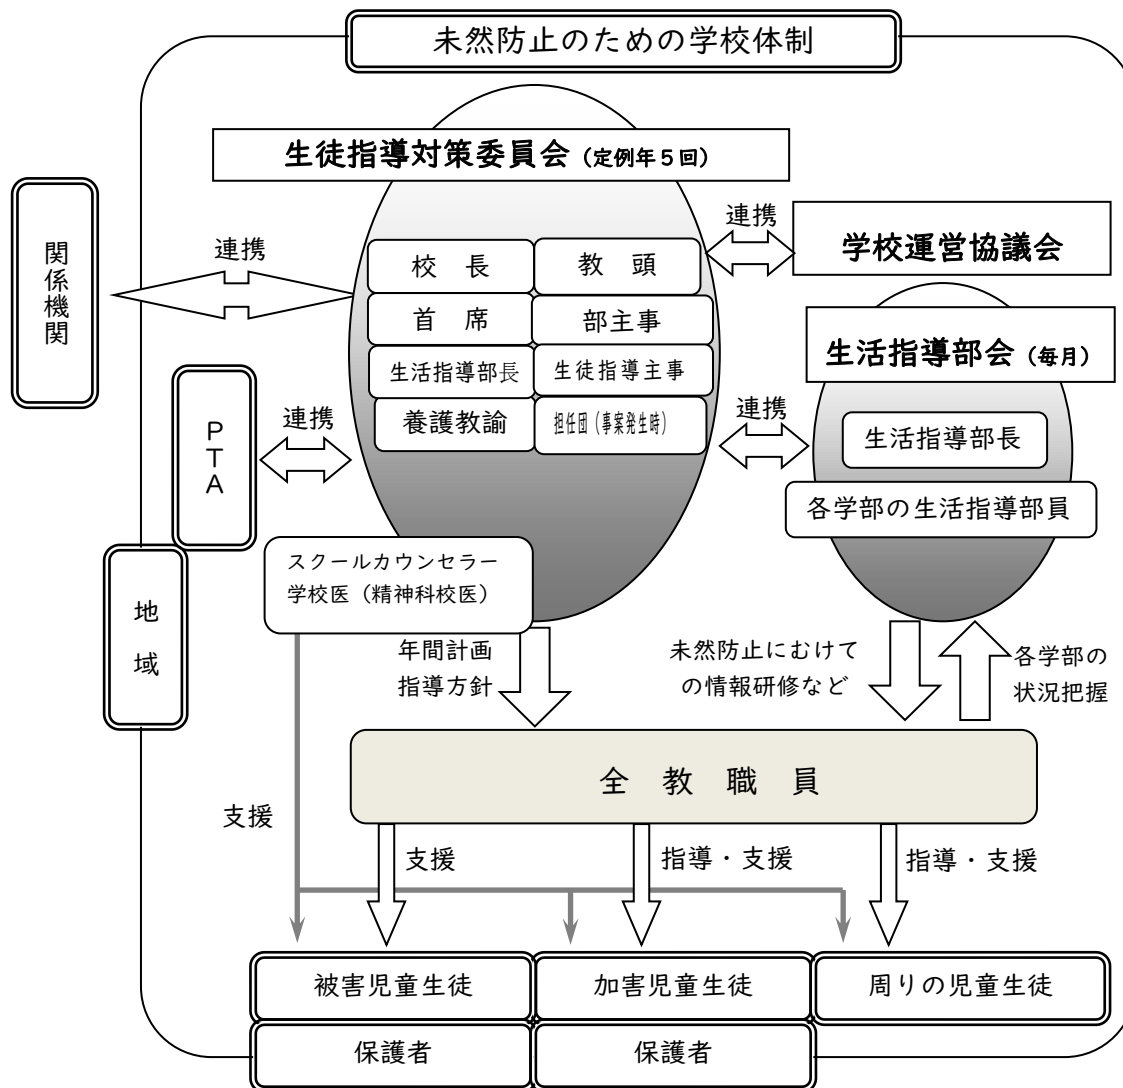 未然防止のための学校体制
生徒指導対策委員会（定例年５回）
関係機関
連携
連携
学校運営協議会
校　長
教　頭
首　席
部主事
生活指導部長
生徒指導主事
養護教諭
担任団（事案発生時）
生活指導部会（毎月）
ＰＴＡ
連携
連携
生活指導部長
各学部の生活指導部員
地域
スクールカウンセラー
学校医（精神科校医）
年間計画
指導方針
未然防止にむけて
の情報研修など
各学部の
状況把握
全　教　職　員
支援
支援
指導・支援
指導・支援
被害児童生徒
加害児童生徒
周りの児童生徒
保護者
保護者